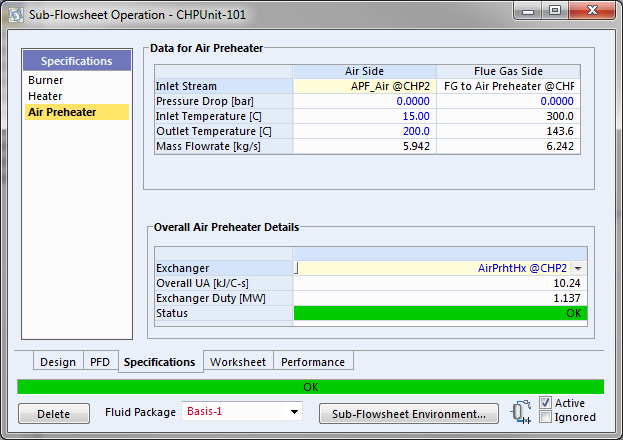 Sub-Flowsheet Operation - CHPUnit-101
Specifications
Burner
Heater
Air Preheater
Data for Air Preheater
Air Side Flue Gas Side
Inlet Stream APF_Air @CHP2 FG to Air Preheater @CHP
Pressure Drop [bar] 0.0000 0.0000
Inlet Temperature [C] 15.00 300.0
Outlet Temperature [C] 200.0 143.6
Mass Flowrate [kg/s] 5.942 6.242
Overall Air Preheater Details
Exchanger AirPrhtHx @CHP2
Overall UA [kJ/C-s] 10.24
Exchanger Duty [MW] 1.137
Status OK
Design PFD Specifications Worksheet Performance
OK
Delete Fluid Package Basis-1 Sub-Flowsheet Environment... Active
Ignored